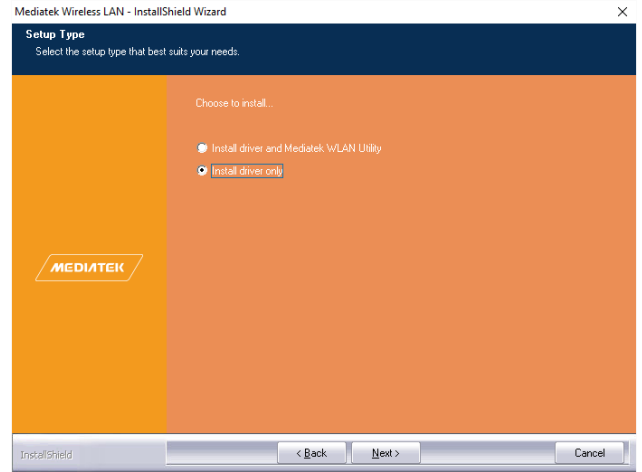 Mediatek Wireless LAN - InstallShield Wizard
Setup Type
Select the setup type that best suits your needs.
Choose to install...
Install driver and Mediatek WLAN Utility
Install driver only
MEDIATEK
InstallShield
< Back
Next >
Cancel